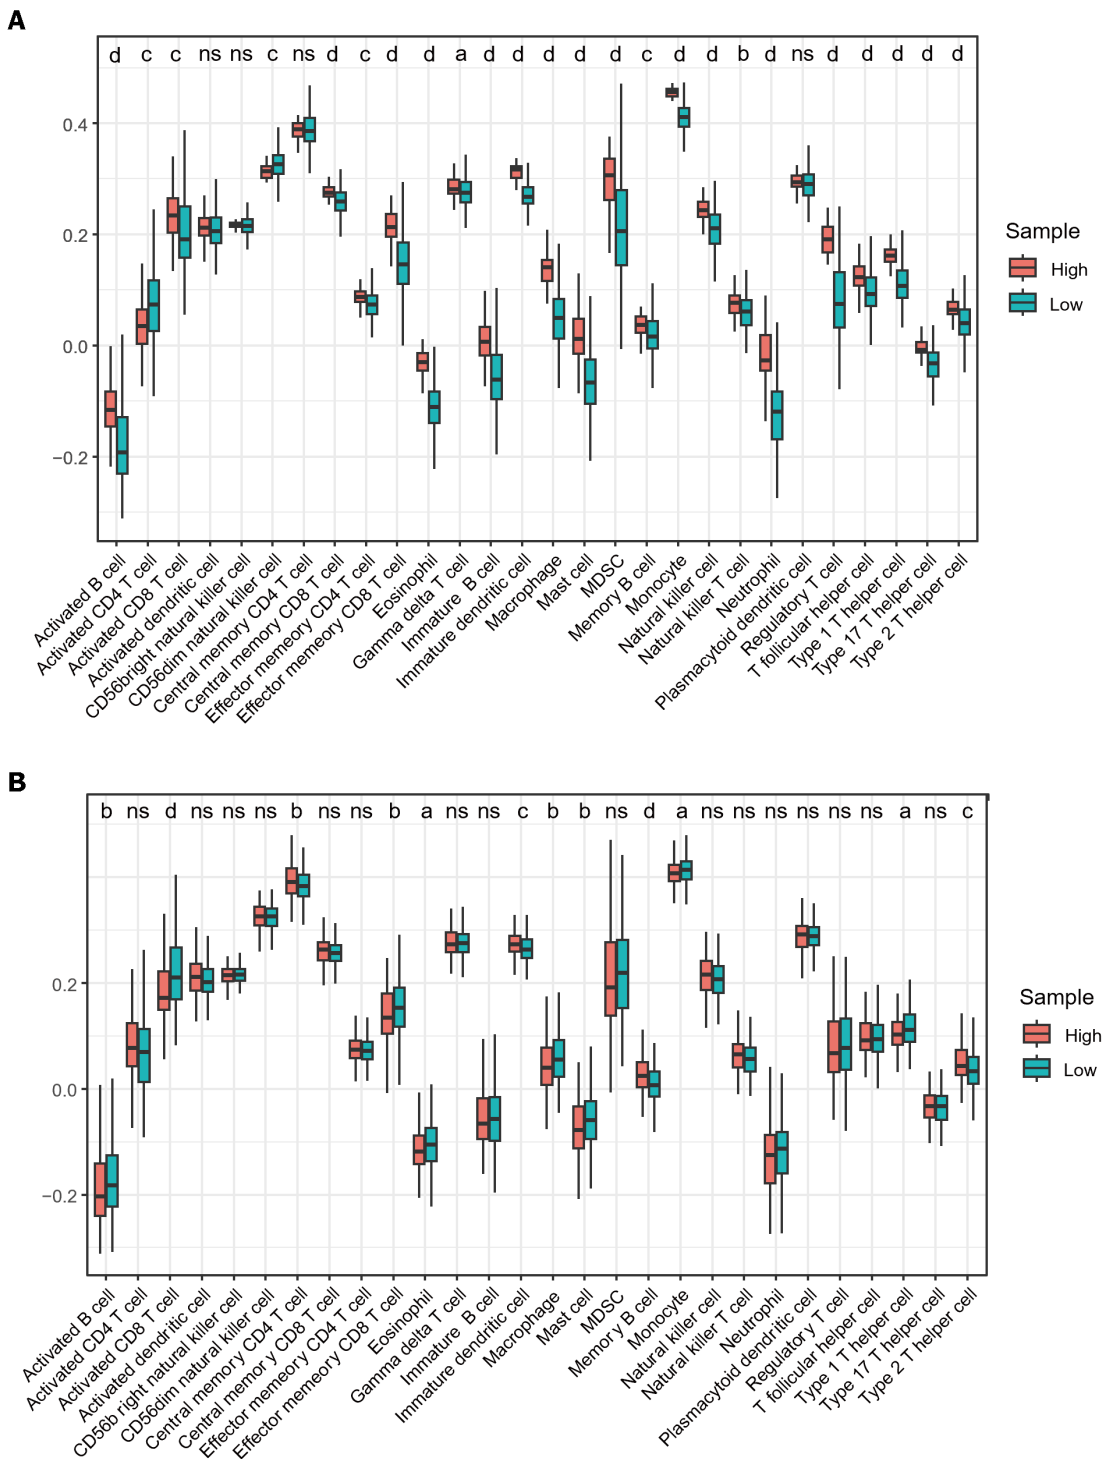 A
d c c ns ns c ns d c d d a d d d d d c d d b d ns d d d d d
0.4
0.2
0.0
−0.2
Sample
High
Low
Activated B cell
Activated CD4 T cell
Activated CD8 T cell
Activated dendritic cell
CD56bright natural killer cell
CD56dim natural killer cell
Central memory CD4 T cell
Central memory CD8 T cell
Effector memeory CD4 T cell
Effector memeory CD8 T cell
Eosinophil
Gamma delta T cell
Immature B cell
Immature dendritic cell
Macrophage
Mast cell
MDSC
Memory B cell
Monocyte
Natural killer cell
Natural killer T cell
Neutrophil
Plasmacytoid dendritic cell
Regulatory T cell
T follicular helper cell
Type 1 T helper cell
Type 17 T helper cell
Type 2 T helper cell
B
b ns d ns ns ns b ns ns b a ns ns c b b ns d a ns ns ns ns ns ns a ns c
0.2
0.0
−0.2
Sample
High
Low
Activated B cell
Activated CD4 T cell
Activated CD8 T cell
Activated dendritic cell
CD56b right natural killer cell
CD56dim natural killer cell
Central memory CD4 T cell
Central memory CD8 T cell
Effector memeory CD4 T cell
Effector memeory CD8 T cell
Eosinophil
Gamma delta T cell
Immature B cell
Immature dendritic cell
Macrophage
Mast cell
MDSC
Memory B cell
Monocyte
Natural killer cell
Natural killer T cell
Neutrophil
Plasmacytoid dendritic cell
Regulatory T cell
T follicular helper cell
Type 1 T helper cell
Type 17 T helper cell
Type 2 T helper cell